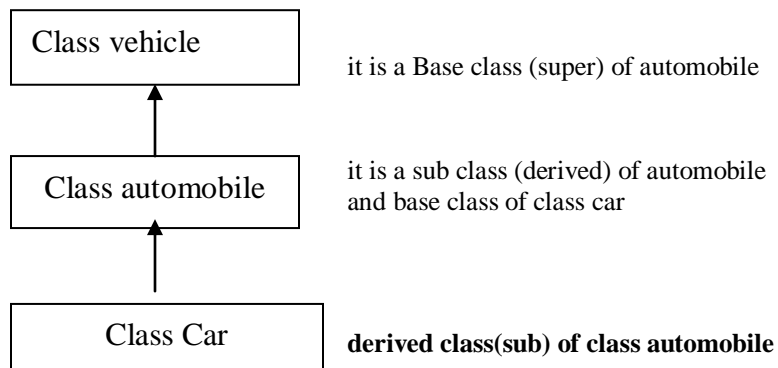 Class vehicle
it is a Base class (super) of automobile
Class automobile
it is a sub class (derived) of automobile
and base class of class car
Class Car
derived class(sub) of class automobile